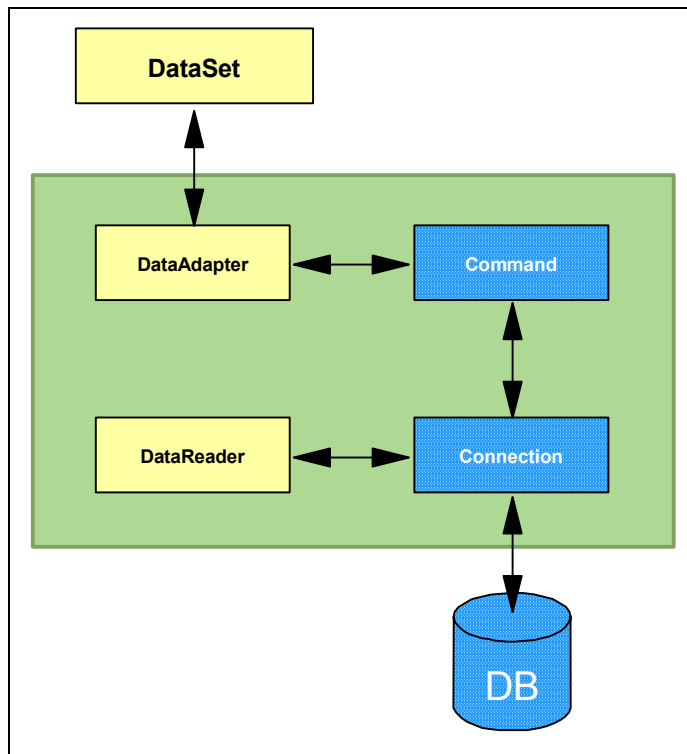 DataSet
DataAdapter
Command
DataReader
Connection
DB